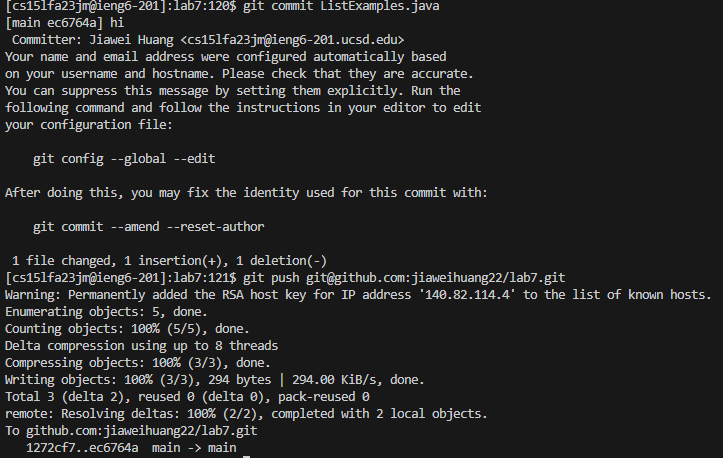 [cs15lfa23jm@ieng6-201]:lab7:120$ git commit ListExamples.java
[main ec6764a] hi
 Committer: Jiawei Huang <cs15lfa23jm@ieng6-201.ucsd.edu>
Your name and email address were configured automatically based
on your username and hostname. Please check that they are accurate.
You can suppress this message by setting them explicitly. Run the
following command and follow the instructions in your editor to edit
your configuration file:

    git config --global --edit

After doing this, you may fix the identity used for this commit with:

    git commit --amend --reset-author

 1 file changed, 1 insertion(+), 1 deletion(-)
[cs15lfa23jm@ieng6-201]:lab7:121$ git push git@github.com:jiaweihuang22/lab7.git
Warning: Permanently added the RSA host key for IP address '140.82.114.4' to the list of known hosts.
Enumerating objects: 5, done.
Counting objects: 100% (5/5), done.
Delta compression using up to 8 threads
Compressing objects: 100% (3/3), done.
Writing objects: 100% (3/3), 294 bytes | 294.00 KiB/s, done.
Total 3 (delta 2), reused 0 (delta 0), pack-reused 0
remote: Resolving deltas: 100% (2/2), completed with 2 local objects.
To github.com:jiaweihuang22/lab7.git
   1272cf7..ec6764a  main -> main